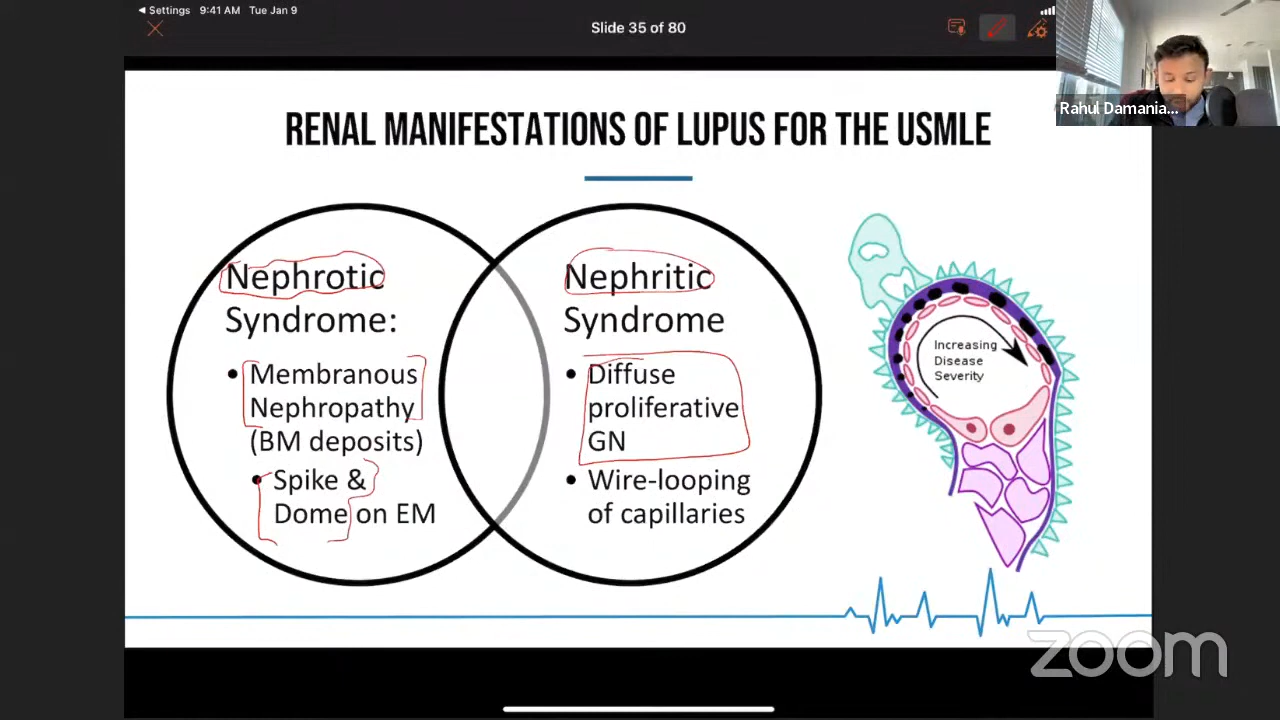 Settings 9:41 AM Tue Jan 9
Slide 35 of 80
Rahul Damania...
RENAL MANIFESTATIONS OF LUPUS FOR THE USMLE
Nephrotic
Syndrome:
• Membranous
Nephropathy
(BM deposits)
• Spike &
Dome on EM
Nephritic
Syndrome
• Diffuse
proliferative
GN
• Wire-looping
of capillaries
Increasing
Disease
Severity
zoom